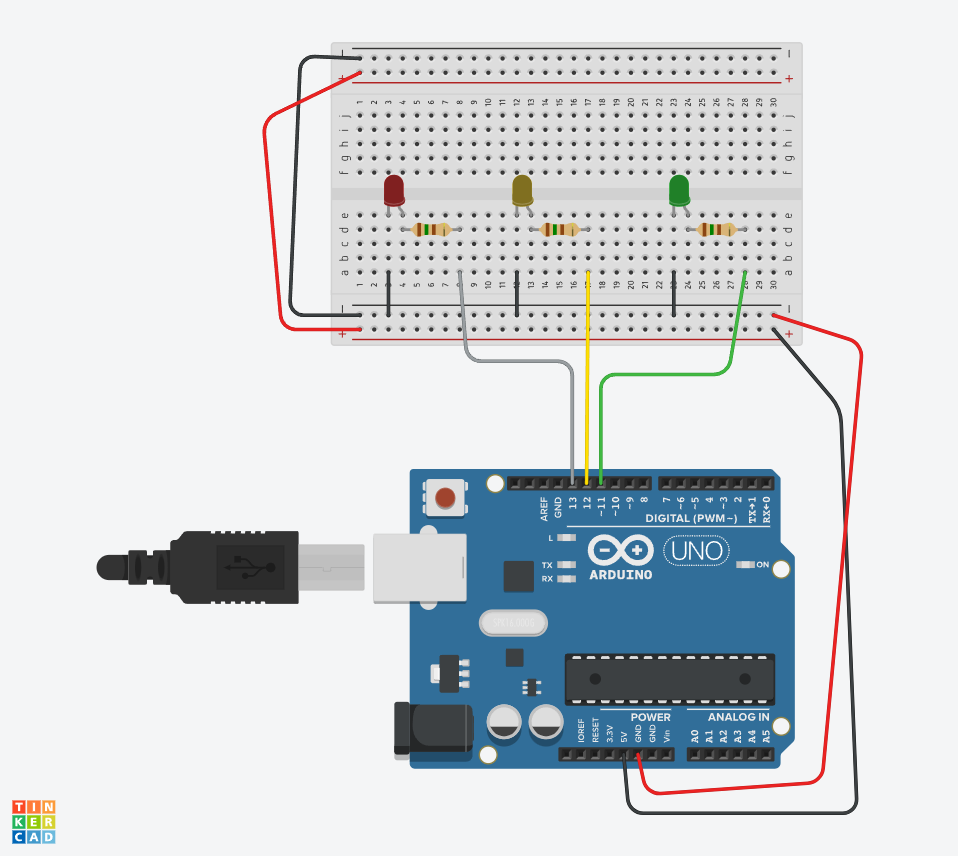 − −
+ +
1 2 3 4 5 6 7 8 9 10 11 12 13 14 15 16 17 18 19 20 21 22 23 24 25 26 27 28 29 30
j j
i i
h h
g g
f f
e e
d d
c c
b b
a a
1 2 3 4 5 6 7 8 9 10 11 12 13 14 15 16 17 18 19 20 21 22 23 24 25 26 27 28 29 30
− −
+ +
AREF GND 13 12 ~11 ~10 ~9 8 7 ~6 ~5 4 ~3 2 TX→1 RX←0
DIGITAL (PWM~)
L
TX
RX
− +
ARDUINO
UNO
ON
POWER ANALOG IN
IOREF RESET 3.3V 5V GND GND Vin A0 A1 A2 A3 A4 A5
TIN
KER
CAD